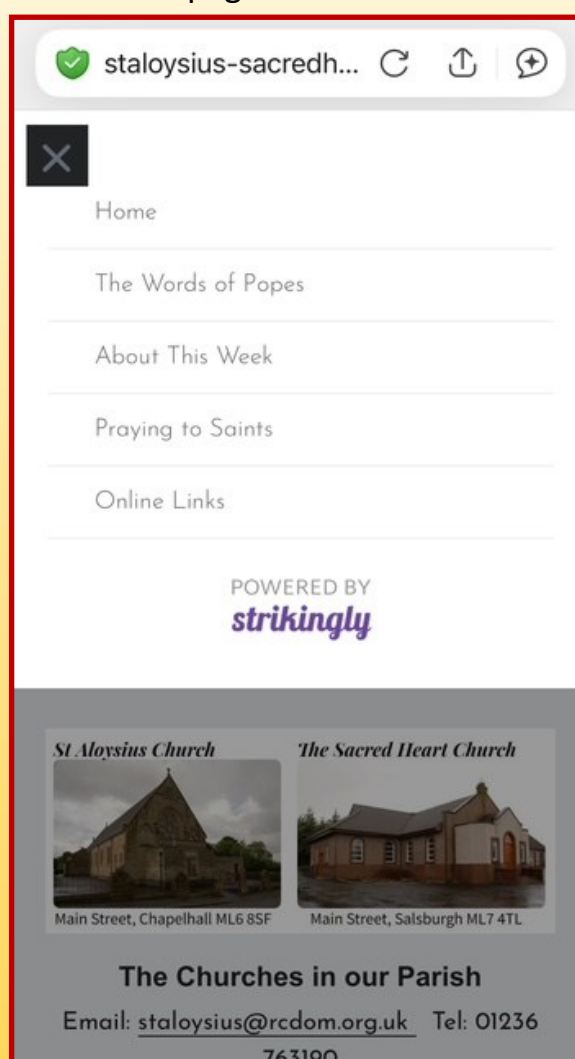 staloysius-sacredh...
Home
The Words of Popes
About This Week
Praying to Saints
Online Links
POWERED BY
strikingly
St Aloysius Church The Sacred Heart Church
Main Street, Chapelhall ML6 8SF Main Street, Salsburgh ML7 4TL
The Churches in our Parish
Email: staloysius@rcdom.org.uk Tel: 01236
763190